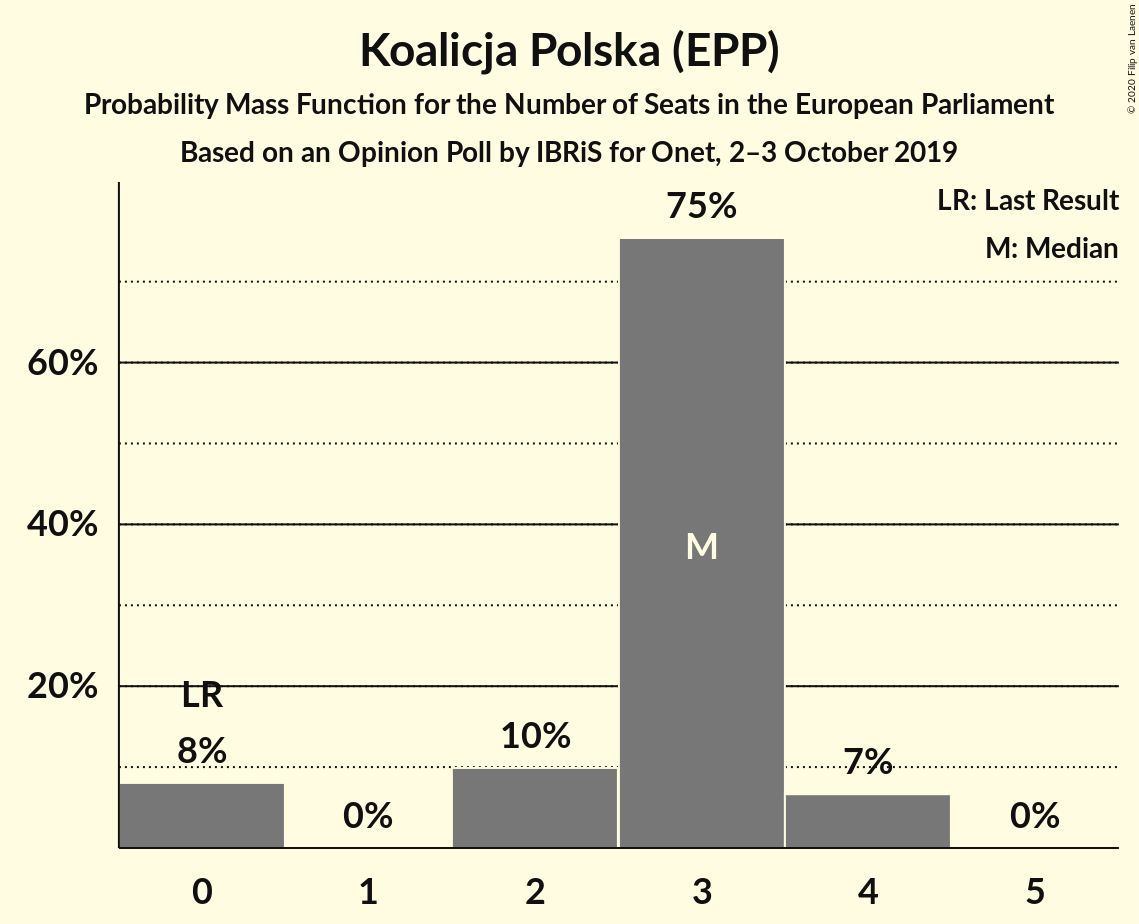 Koalicja Polska (EPP)
Probability Mass Function for the Number of Seats in the European Parliament
Based on an Opinion Poll by IBRiS for Onet, 2–3 October 2019
© 2020 Filip van Laenen
LR: Last Result
M: Median
75%
60%
40%
20%
M
LR
8%
0%
10%
7%
0%
0 1 2 3 4 5